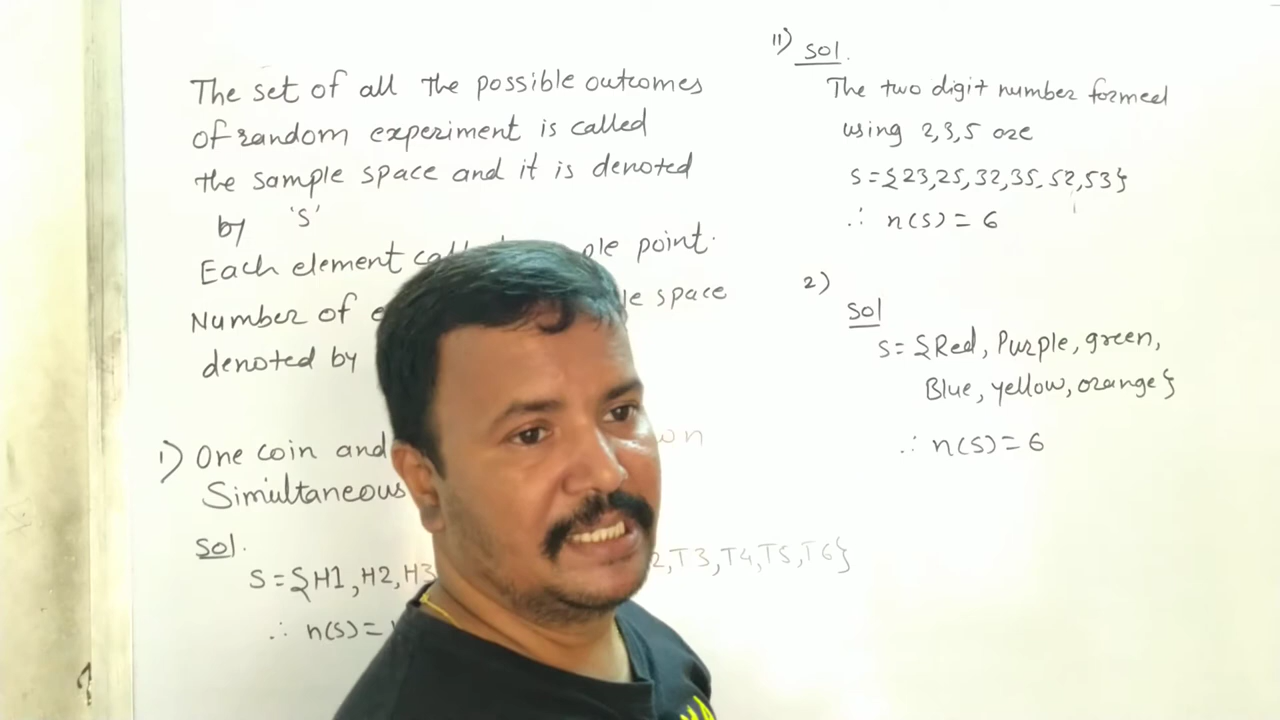 The set of all the possible outcomes
of random experiment is called
the sample space and it is denoted
by 'S'
Each element point.
Number of space
denoted by
1) One coin and
Simultaneous
Sol.
S={H1,H2,H3 2,T3,T4,T5,T6}
∴ n(S)=
11) Sol.
The two digit number formed
using 2,3,5 are
S={23,25,32,35,52,53}
∴ n(S)=6
2)
Sol
S={Red, Purple, green,
Blue, yellow, orange}
∴ n(S)=6